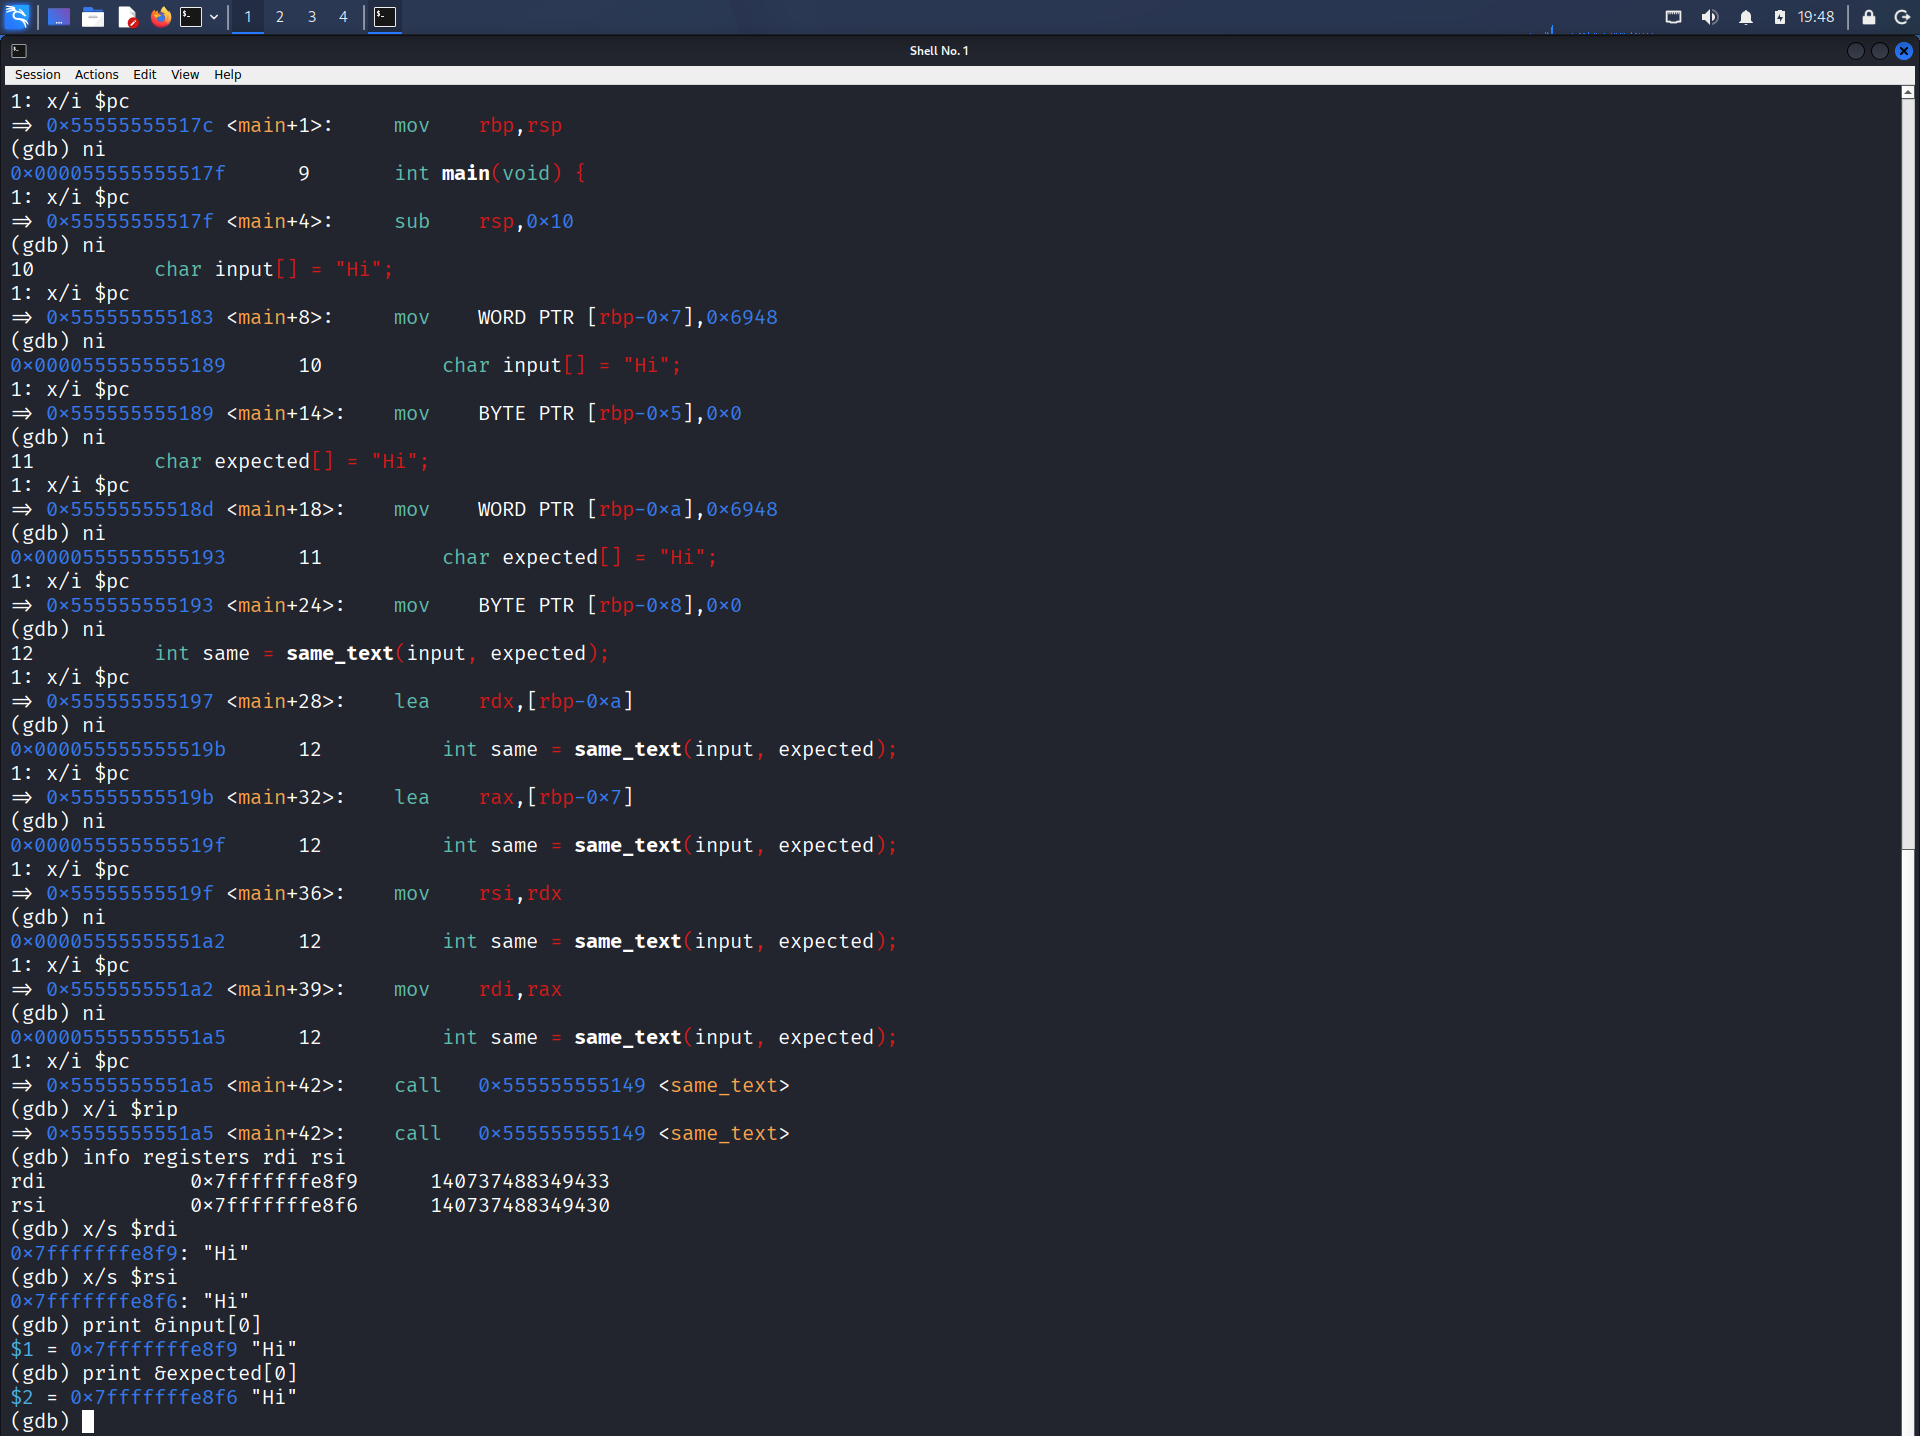 1 2 3 4 19:48
Shell No. 1
Session Actions Edit View Help
1: x/i $pc
=> 0x55555555517c <main+1>: mov rbp,rsp
(gdb) ni
0x000055555555517f 9 int main(void) {
1: x/i $pc
=> 0x55555555517f <main+4>: sub rsp,0x10
(gdb) ni
10 char input[] = "Hi";
1: x/i $pc
=> 0x555555555183 <main+8>: mov WORD PTR [rbp-0x7],0x6948
(gdb) ni
0x0000555555555189 10 char input[] = "Hi";
1: x/i $pc
=> 0x555555555189 <main+14>: mov BYTE PTR [rbp-0x5],0x0
(gdb) ni
11 char expected[] = "Hi";
1: x/i $pc
=> 0x55555555518d <main+18>: mov WORD PTR [rbp-0xa],0x6948
(gdb) ni
0x0000555555555193 11 char expected[] = "Hi";
1: x/i $pc
=> 0x555555555193 <main+24>: mov BYTE PTR [rbp-0x8],0x0
(gdb) ni
12 int same = same_text(input, expected);
1: x/i $pc
=> 0x555555555197 <main+28>: lea rdx,[rbp-0xa]
(gdb) ni
0x000055555555519b 12 int same = same_text(input, expected);
1: x/i $pc
=> 0x55555555519b <main+32>: lea rax,[rbp-0x7]
(gdb) ni
0x000055555555519f 12 int same = same_text(input, expected);
1: x/i $pc
=> 0x55555555519f <main+36>: mov rsi,rdx
(gdb) ni
0x00005555555551a2 12 int same = same_text(input, expected);
1: x/i $pc
=> 0x5555555551a2 <main+39>: mov rdi,rax
(gdb) ni
0x00005555555551a5 12 int same = same_text(input, expected);
1: x/i $pc
=> 0x5555555551a5 <main+42>: call 0x555555555149 <same_text>
(gdb) x/i $rip
=> 0x5555555551a5 <main+42>: call 0x555555555149 <same_text>
(gdb) info registers rdi rsi
rdi 0x7fffffffe8f9 140737488349433
rsi 0x7fffffffe8f6 140737488349430
(gdb) x/s $rdi
0x7fffffffe8f9: "Hi"
(gdb) x/s $rsi
0x7fffffffe8f6: "Hi"
(gdb) print &input[0]
$1 = 0x7fffffffe8f9 "Hi"
(gdb) print &expected[0]
$2 = 0x7fffffffe8f6 "Hi"
(gdb)